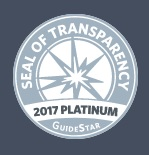 SEAL OF TRANSPARENCY
2017 PLATINUM
GUIDESTAR